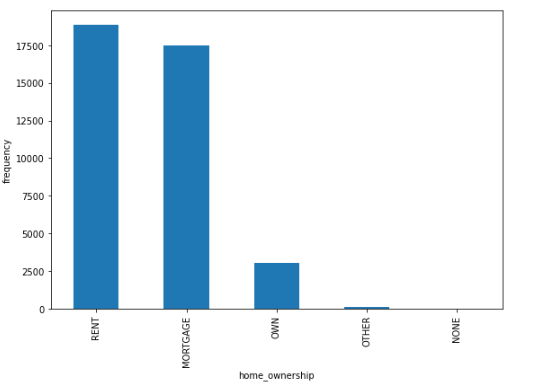 17500
15000
12500
10000
7500
5000
2500
0
frequency
RENT
MORTGAGE
OWN
OTHER
NONE
home_ownership